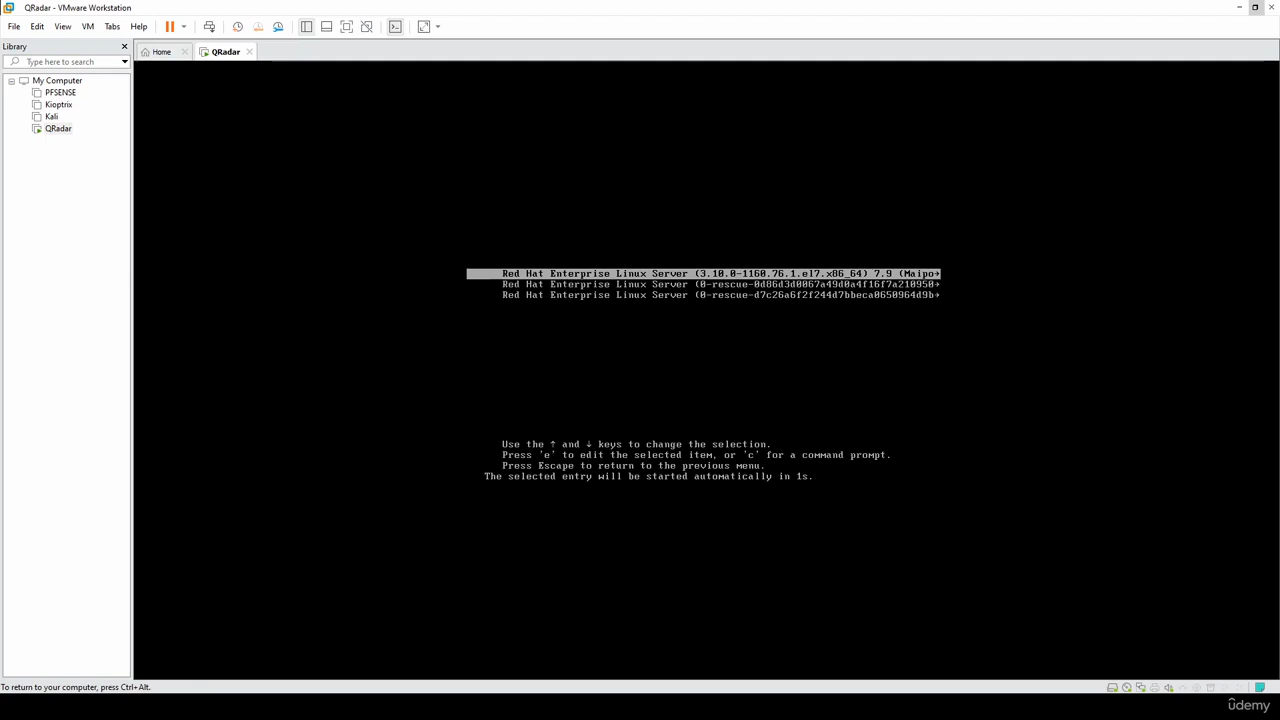 QRadar - VMware Workstation
File Edit View VM Tabs Help
Library
Home
QRadar
Type here to search
My Computer
PFSENSE
Kioptrix
Kali
QRadar
Red Hat Enterprise Linux Server (3.10.0-1160.76.1.el7.x86_64) 7.9 (Maipo→
Red Hat Enterprise Linux Server (0-rescue-0d86d3d0067a49d0a4f16f7a210950→
Red Hat Enterprise Linux Server (0-rescue-d7c26a6f2f244d7bbeca0650964d9b→
Use the ↑ and ↓ keys to change the selection.
Press 'e' to edit the selected item, or 'c' for a command prompt.
Press Escape to return to the previous menu.
The selected entry will be started automatically in 1s.
To return to your computer, press Ctrl+Alt.
ûdemy